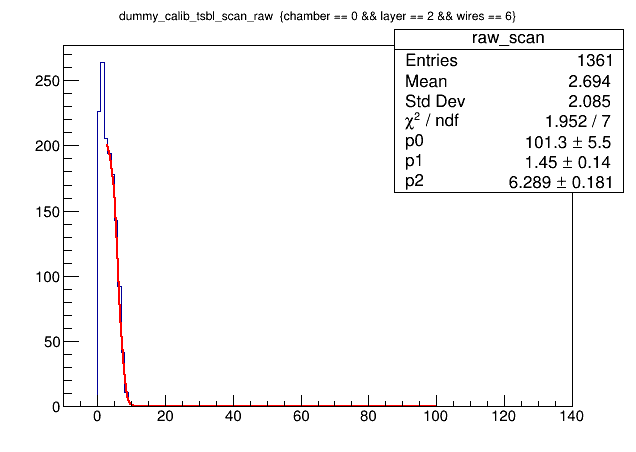 dummy_calib_tsbl_scan_raw {chamber == 0 && layer == 2 && wires == 6}
raw_scan
Entries 1361
Mean 2.694
Std Dev 2.085
χ² / ndf 1.952 / 7
p0 101.3 ± 5.5
p1 1.45 ± 0.14
p2 6.289 ± 0.181
250
200
150
100
50
0
0 20 40 60 80 100 120 140